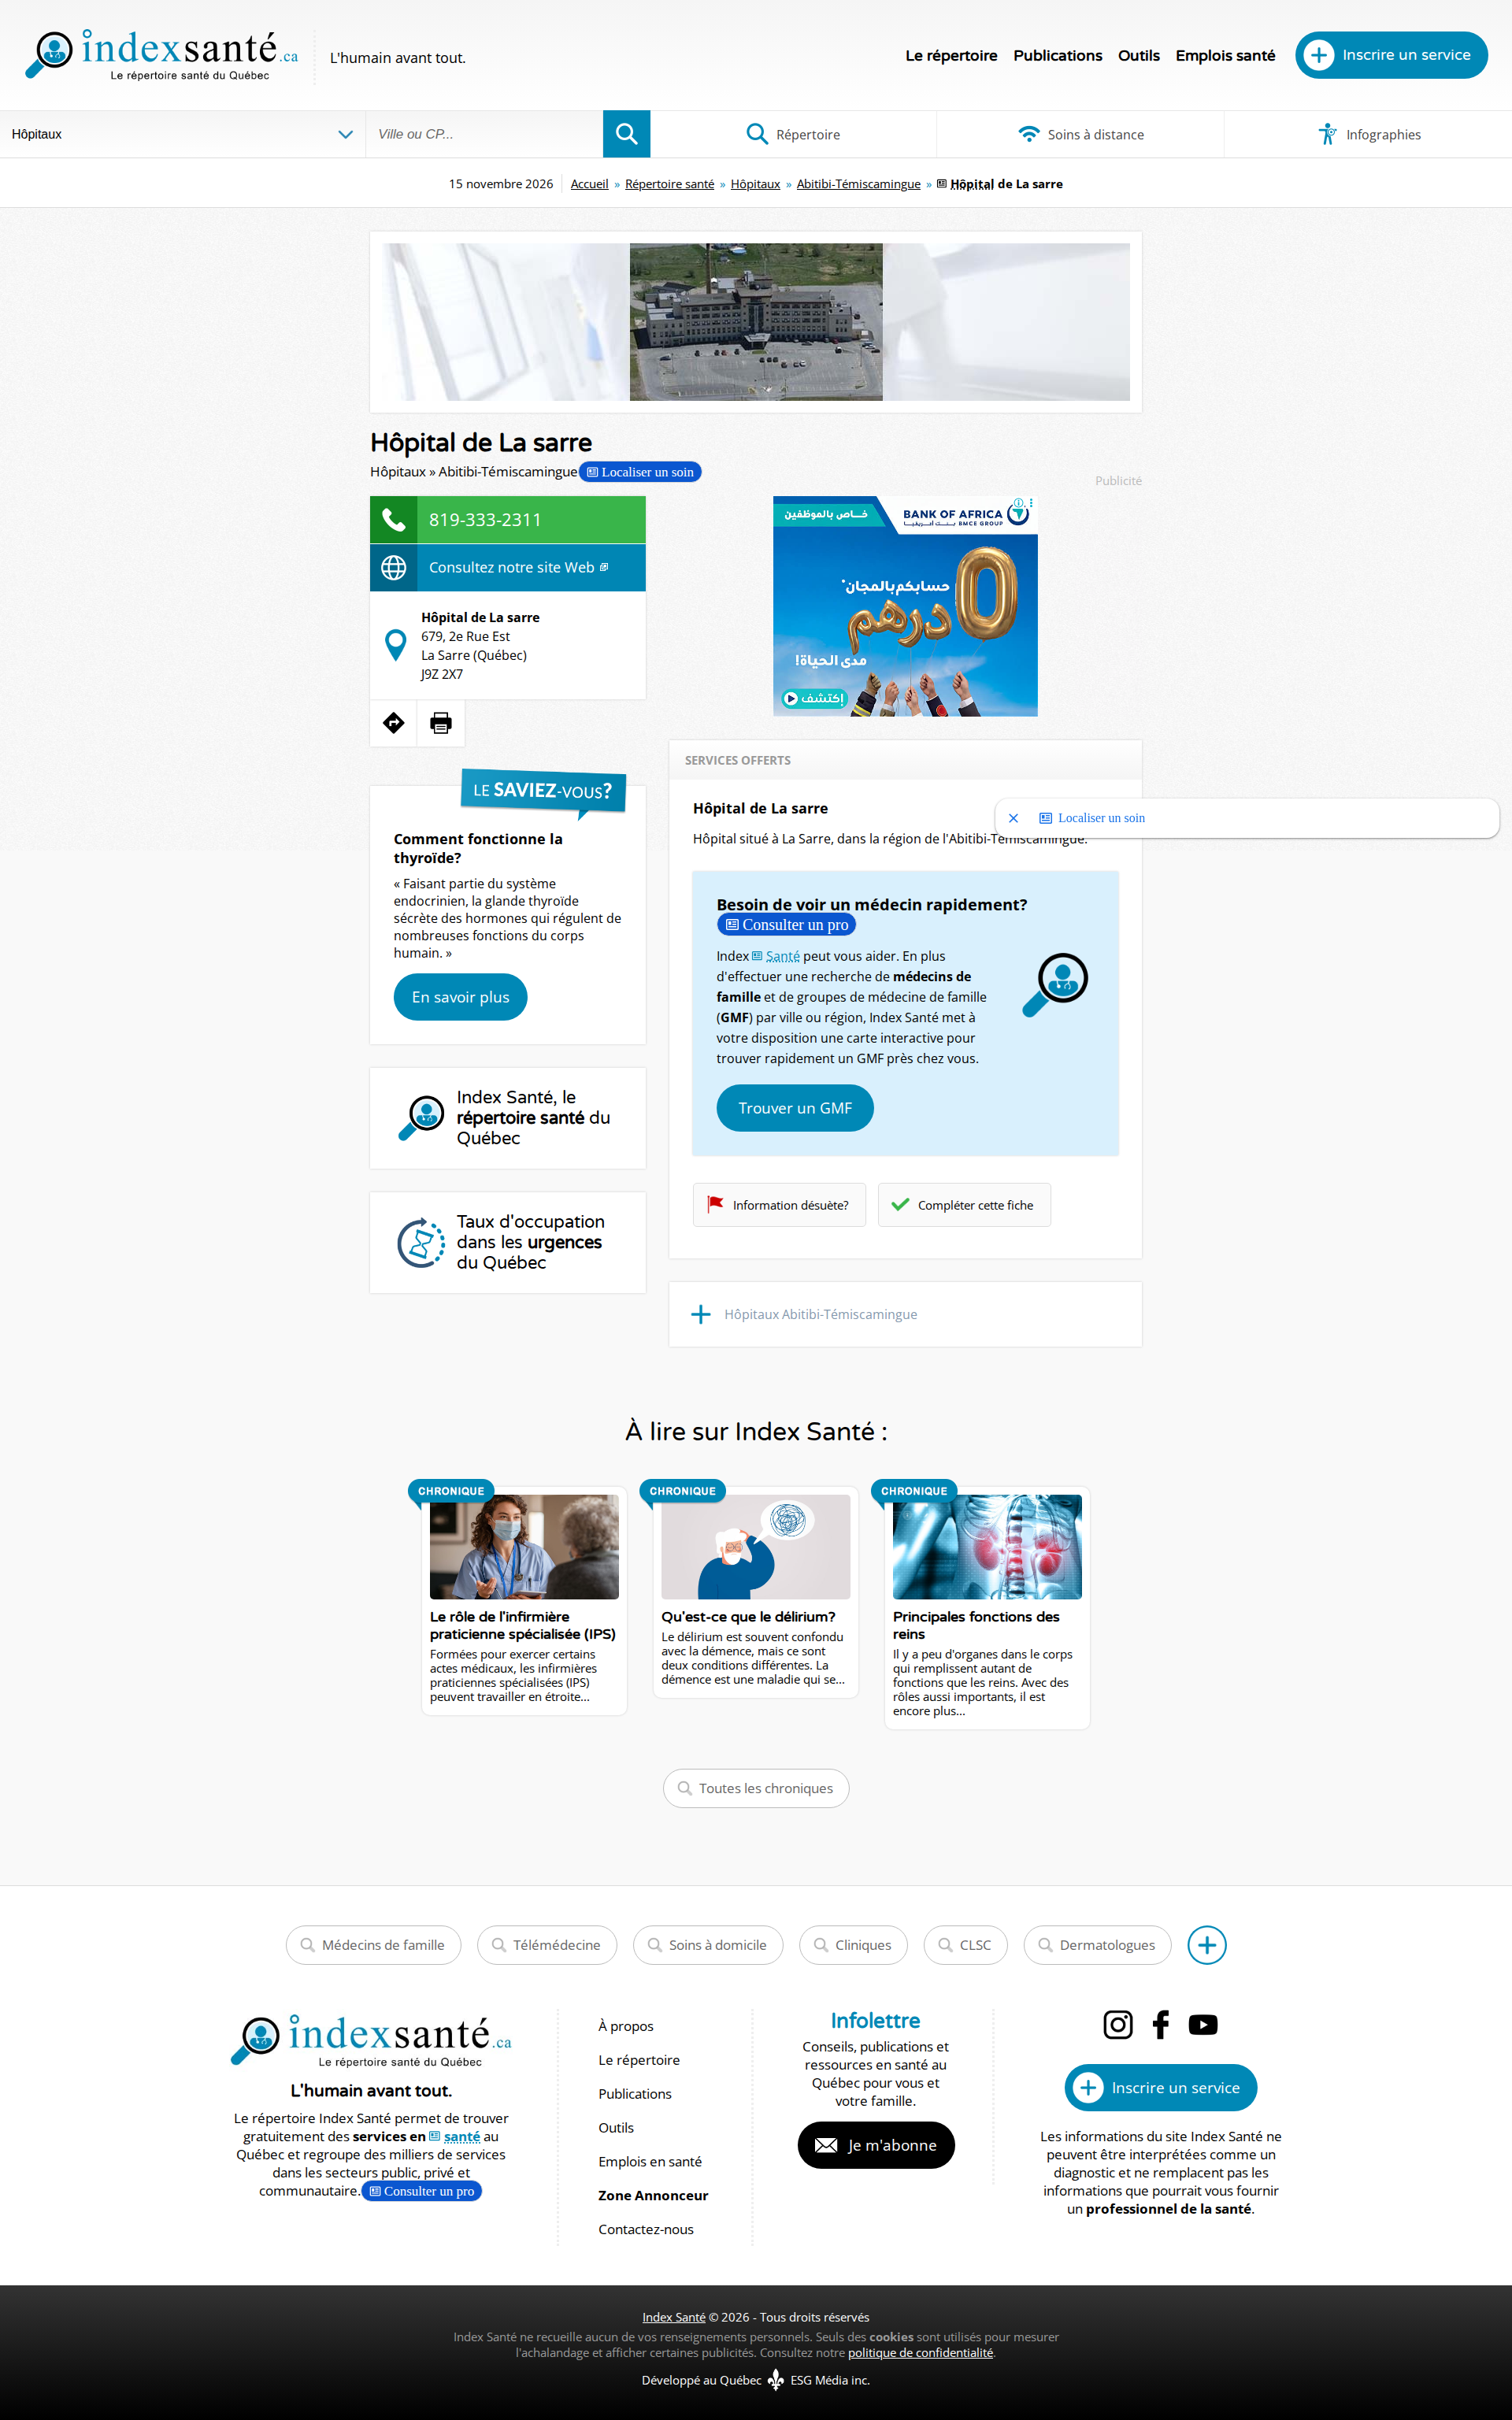 indexsanté.ca
Le répertoire santé du Québec
L'humain avant tout.
Le répertoire Publications Outils Emplois santé Inscrire un service
Hôpitaux Ville ou CP... Répertoire Soins à distance Infographies
15 novembre 2026 Accueil » Répertoire santé » Hôpitaux » Abitibi-Témiscamingue » Hôpital de La sarre
Hôpital de La sarre
Hôpitaux » Abitibi-Témiscamingue Localiser un soin
Publicité
819-333-2311
Consultez notre site Web
Hôpital de La sarre
679, 2e Rue Est
La Sarre (Québec)
J9Z 2X7
خـــاص بالموظفين
BANK OF AFRICA
BMCE GROUP بنك أفريقيا
0
حسابكم بالمجان*
درهم
مدى الحياة!
إكتشف
LE SAVIEZ-VOUS?
Comment fonctionne la
thyroïde?
« Faisant partie du système
endocrinien, la glande thyroïde
sécrète des hormones qui régulent de
nombreuses fonctions du corps
humain. »
En savoir plus
Index Santé, le
répertoire santé du
Québec
Taux d'occupation
dans les urgences
du Québec
SERVICES OFFERTS
Hôpital de La sarre
Localiser un soin
Hôpital situé à La Sarre, dans la région de l'Abitibi-Témiscamingue.
Besoin de voir un médecin rapidement?
Consulter un pro
Index Santé peut vous aider. En plus
d'effectuer une recherche de médecins de
famille et de groupes de médecine de famille
(GMF) par ville ou région, Index Santé met à
votre disposition une carte interactive pour
trouver rapidement un GMF près chez vous.
Trouver un GMF
Information désuète? Compléter cette fiche
Hôpitaux Abitibi-Témiscamingue
À lire sur Index Santé :
CHRONIQUE
Le rôle de l'infirmière
praticienne spécialisée (IPS)
Formées pour exercer certains
actes médicaux, les infirmières
praticiennes spécialisées (IPS)
peuvent travailler en étroite...
CHRONIQUE
Qu'est-ce que le délirium?
Le délirium est souvent confondu
avec la démence, mais ce sont
deux conditions différentes. La
démence est une maladie qui se...
CHRONIQUE
Principales fonctions des
reins
Il y a peu d'organes dans le corps
qui remplissent autant de
fonctions que les reins. Avec des
rôles aussi importants, il est
encore plus...
Toutes les chroniques
Médecins de famille Télémédecine Soins à domicile Cliniques CLSC Dermatologues
indexsanté.ca
Le répertoire santé du Québec
L'humain avant tout.
Le répertoire Index Santé permet de trouver
gratuitement des services en santé au
Québec et regroupe des milliers de services
dans les secteurs public, privé et
communautaire. Consulter un pro
À propos
Le répertoire
Publications
Outils
Emplois en santé
Zone Annonceur
Contactez-nous
Infolettre
Conseils, publications et
ressources en santé au
Québec pour vous et
votre famille.
Je m'abonne
Inscrire un service
Les informations du site Index Santé ne
peuvent être interprétées comme un
diagnostic et ne remplacent pas les
informations que pourrait vous fournir
un professionnel de la santé.
Index Santé © 2026 - Tous droits réservés
Index Santé ne recueille aucun de vos renseignements personnels. Seuls des cookies sont utilisés pour mesurer
l'achalandage et afficher certaines publicités. Consultez notre politique de confidentialité.
Développé au Québec ESG Média inc.